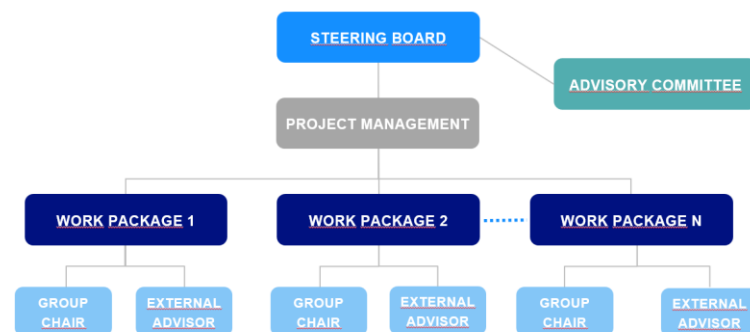 STEERING BOARD
ADVISORY COMMITTEE
PROJECT MANAGEMENT
WORK PACKAGE 1
WORK PACKAGE 2
WORK PACKAGE N
GROUP
CHAIR
EXTERNAL
ADVISOR
GROUP
CHAIR
EXTERNAL
ADVISOR
GROUP
CHAIR
EXTERNAL
ADVISOR